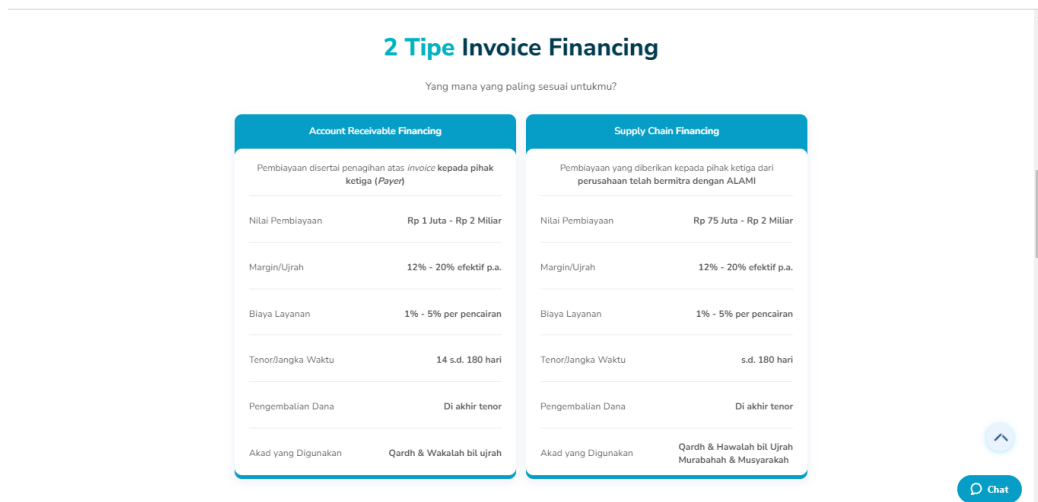 2 Tipe Invoice Financing
Yang mana yang paling sesuai untukmu?
Account Receivable Financing
Pembiayaan disertai penagihan atas invoice kepada pihak
ketiga (Payer)
Nilai Pembiayaan Rp 1 Juta - Rp 2 Miliar
Margin/Ujrah 12% - 20% efektif p.a.
Biaya Layanan 1% - 5% per pencairan
Tenor/Jangka Waktu 14 s.d. 180 hari
Pengembalian Dana Di akhir tenor
Akad yang Digunakan Qardh & Wakalah bil ujrah
Supply Chain Financing
Pembiayaan yang diberikan kepada pihak ketiga dari
perusahaan telah bermitra dengan ALAMI
Nilai Pembiayaan Rp 75 Juta - Rp 2 Miliar
Margin/Ujrah 12% - 20% efektif p.a.
Biaya Layanan 1% - 5% per pencairan
Tenor/Jangka Waktu s.d. 180 hari
Pengembalian Dana Di akhir tenor
Akad yang Digunakan Qardh & Hawalah bil Ujrah
Murabahah & Musyarakah
Chat